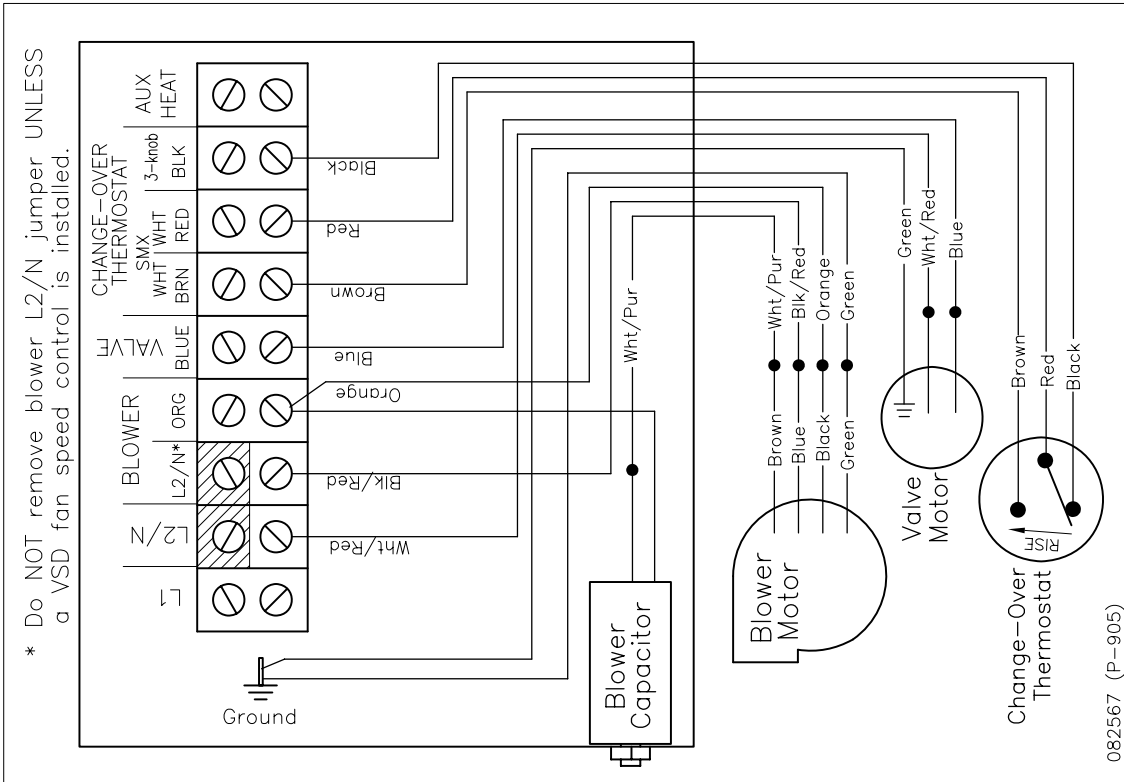 * Do NOT remove blower L2/N jumper UNLESS
a VSD fan speed control is installed.
AUX
HEAT
CHANGE-OVER
THERMOSTAT
3-knob
BLK
SMX
WHT
RED
WHT
BRN
VALVE
BLUE
BLOWER
ORG
L2/N*
L2/N
L1
Black
Red
Brown
Blue
Orange
Blk/Red
Wht/Red
Ground
Wht/Pur
Blower
Capacitor
Wht/Pur
Blk/Red
Orange
Green
Brown
Blue
Black
Green
Blower
Motor
Green
Wht/Red
Blue
Valve
Motor
Brown
Red
Black
RISE
Change-Over
Thermostat
082567 (P-905)